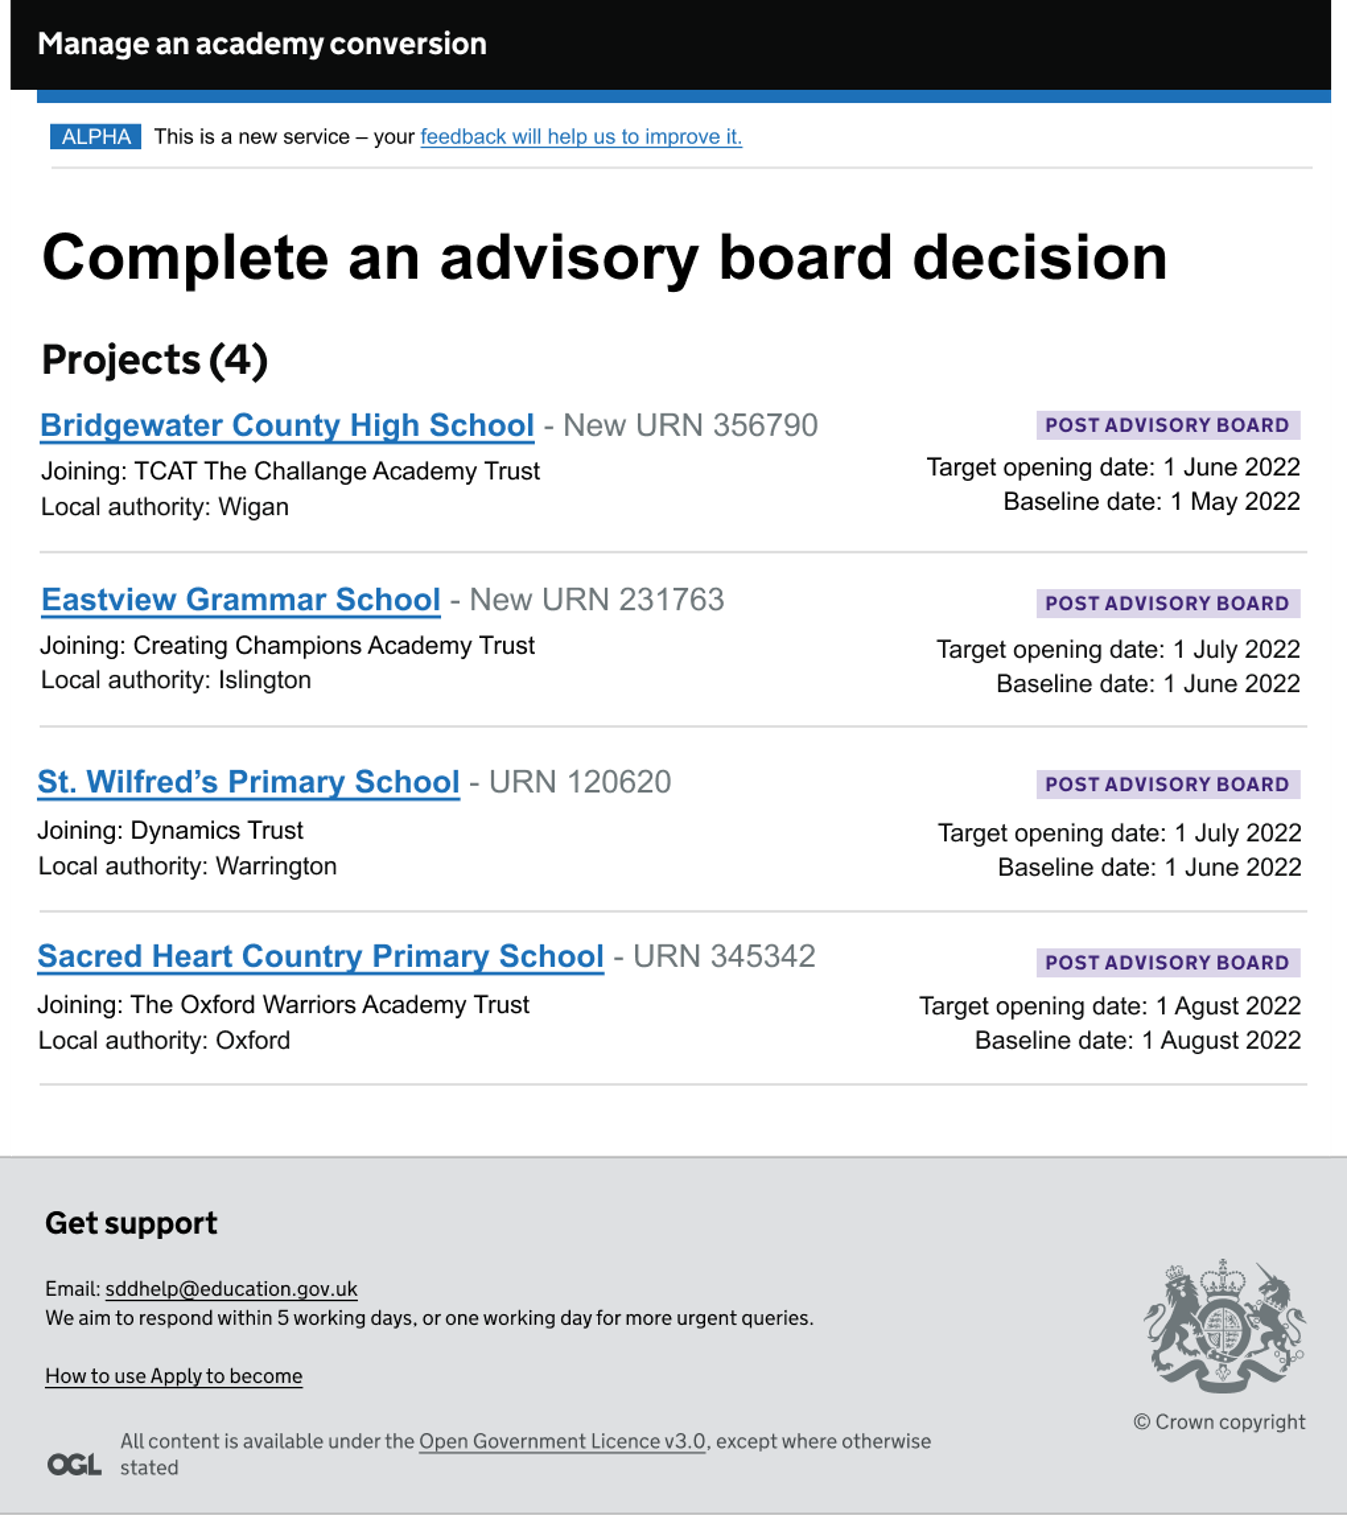 Manage an academy conversion
ALPHA This is a new service – your feedback will help us to improve it.
Complete an advisory board decision
Projects (4)
Bridgewater County High School - New URN 356790
POST ADVISORY BOARD
Joining: TCAT The Challange Academy Trust
Target opening date: 1 June 2022
Local authority: Wigan
Baseline date: 1 May 2022
Eastview Grammar School - New URN 231763
POST ADVISORY BOARD
Joining: Creating Champions Academy Trust
Target opening date: 1 July 2022
Local authority: Islington
Baseline date: 1 June 2022
St. Wilfred’s Primary School - URN 120620
POST ADVISORY BOARD
Joining: Dynamics Trust
Target opening date: 1 July 2022
Local authority: Warrington
Baseline date: 1 June 2022
Sacred Heart Country Primary School - URN 345342
POST ADVISORY BOARD
Joining: The Oxford Warriors Academy Trust
Target opening date: 1 Agust 2022
Local authority: Oxford
Baseline date: 1 August 2022
Get support
Email: sddhelp@education.gov.uk
We aim to respond within 5 working days, or one working day for more urgent queries.
How to use Apply to become
© Crown copyright
All content is available under the Open Government Licence v3.0, except where otherwise
OGL stated